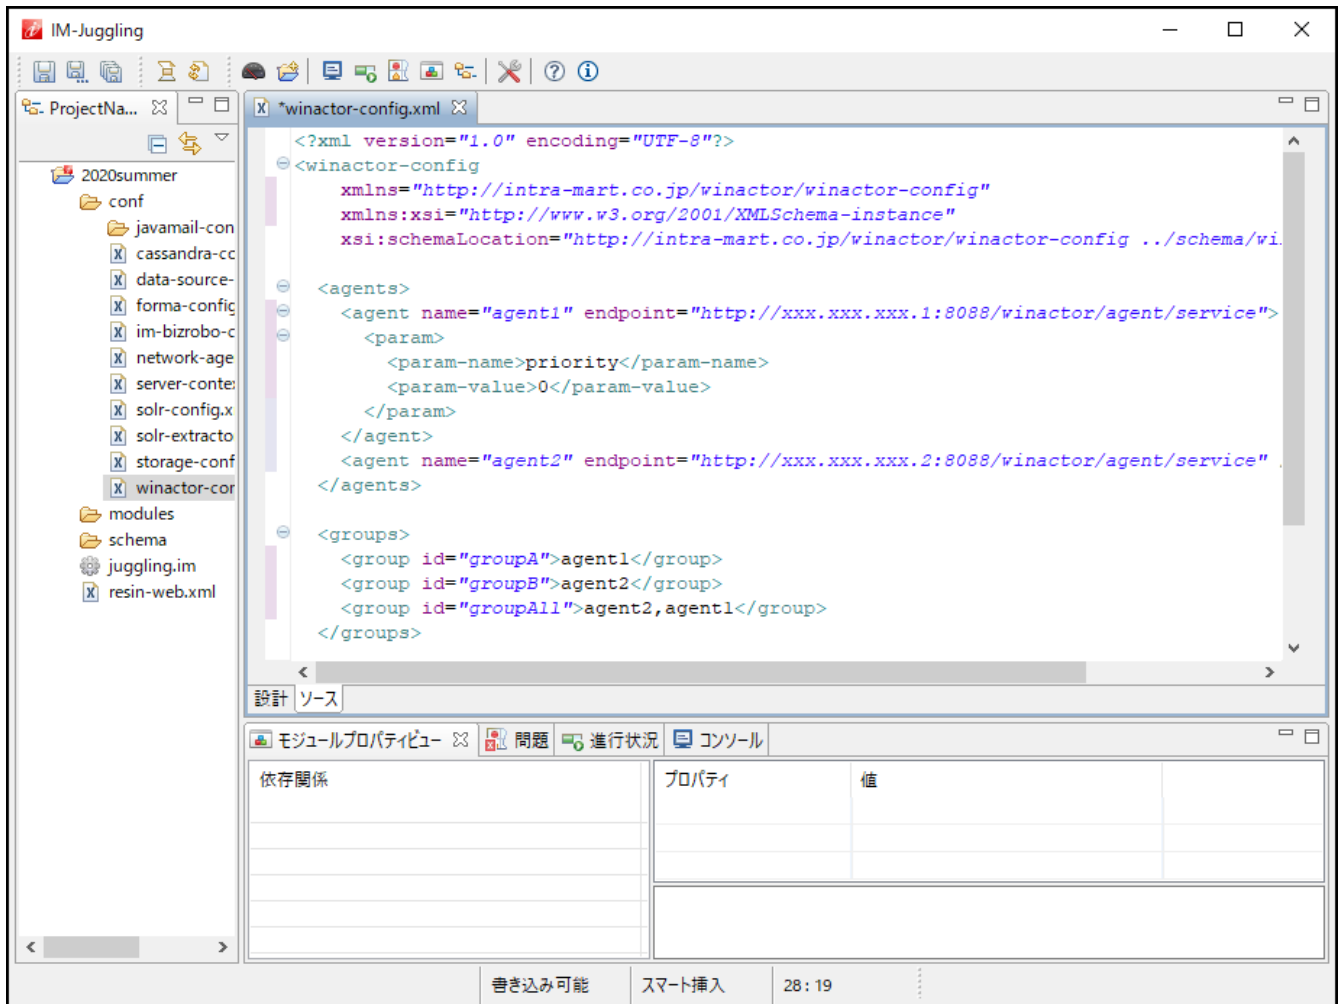 IM-Juggling
ProjectNa...
2020summer
conf
javamail-con
cassandra-cc
data-source-
forma-config
im-bizrobo-c
network-age
server-conte
solr-config.x
solr-extracto
storage-conf
winactor-cor
modules
schema
juggling.im
resin-web.xml
*winactor-config.xml
<?xml version="1.0" encoding="UTF-8"?>
<winactor-config
xmlns="http://intra-mart.co.jp/winactor/winactor-config"
xmlns:xsi="http://www.w3.org/2001/XMLSchema-instance"
xsi:schemaLocation="http://intra-mart.co.jp/winactor/winactor-config ../schema/wi
<agents>
<agent name="agent1" endpoint="http://xxx.xxx.xxx.1:8088/winactor/agent/service">
<param>
<param-name>priority</param-name>
<param-value>0</param-value>
</param>
</agent>
<agent name="agent2" endpoint="http://xxx.xxx.xxx.2:8088/winactor/agent/service"
</agents>
<groups>
<group id="groupA">agent1</group>
<group id="groupB">agent2</group>
<group id="groupAll">agent2,agent1</group>
</groups>
設計 ソース
モジュールプロパティビュー 問題 進行状況 コンソール
依存関係 プロパティ 値
書き込み可能 スマート挿入 28 : 19